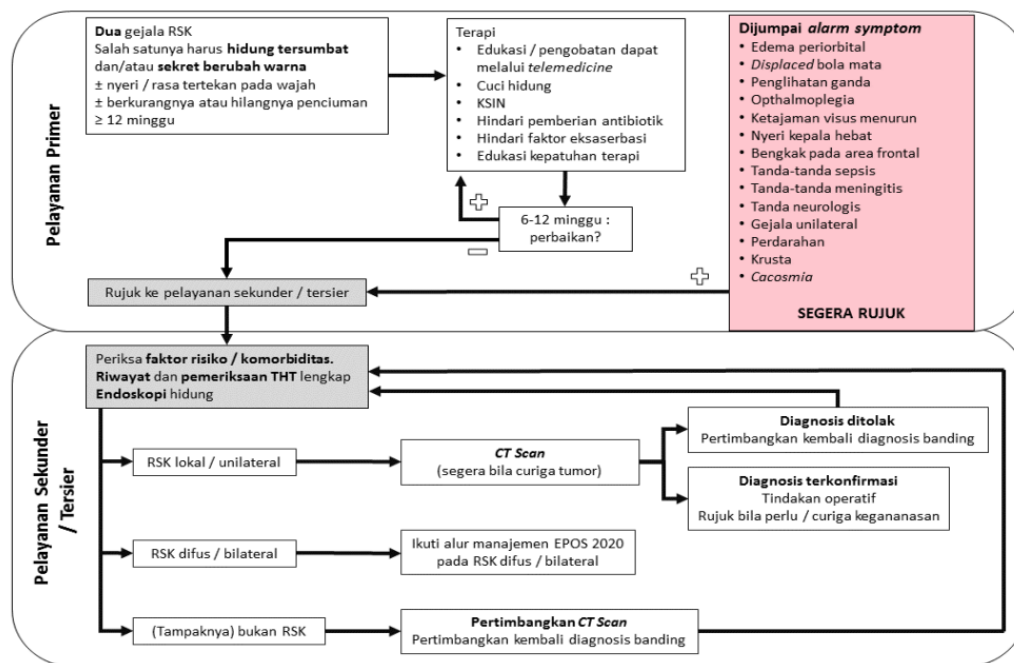 Pelayanan Primer
Dua gejala RSK
Salah satunya harus hidung tersumbat
dan/atau sekret berubah warna
± nyeri / rasa tertekan pada wajah
± berkurangnya atau hilangnya penciuman
≥ 12 minggu
Terapi
• Edukasi / pengobatan dapat
melalui telemedicine
• Cuci hidung
• KSIN
• Hindari pemberian antibiotik
• Hindari faktor eksaserbasi
• Edukasi kepatuhan terapi
6-12 minggu :
perbaikan?
Rujuk ke pelayanan sekunder / tersier
Dijumpai alarm symptom
• Edema periorbital
• Displaced bola mata
• Penglihatan ganda
• Opthalmoplegia
• Ketajaman visus menurun
• Nyeri kepala hebat
• Bengkak pada area frontal
• Tanda-tanda sepsis
• Tanda-tanda meningitis
• Tanda neurologis
• Gejala unilateral
• Perdarahan
• Krusta
• Cacosmia
SEGERA RUJUK
Pelayanan Sekunder
/ Tersier
Periksa faktor risiko / komorbiditas.
Riwayat dan pemeriksaan THT lengkap
Endoskopi hidung
RSK lokal / unilateral
CT Scan
(segera bila curiga tumor)
Diagnosis ditolak
Pertimbangkan kembali diagnosis banding
Diagnosis terkonfirmasi
Tindakan operatif
Rujuk bila perlu / curiga kegananasan
RSK difus / bilateral
Ikuti alur manajemen EPOS 2020
pada RSK difus / bilateral
(Tampaknya) bukan RSK
Pertimbangkan CT Scan
Pertimbangkan kembali diagnosis banding